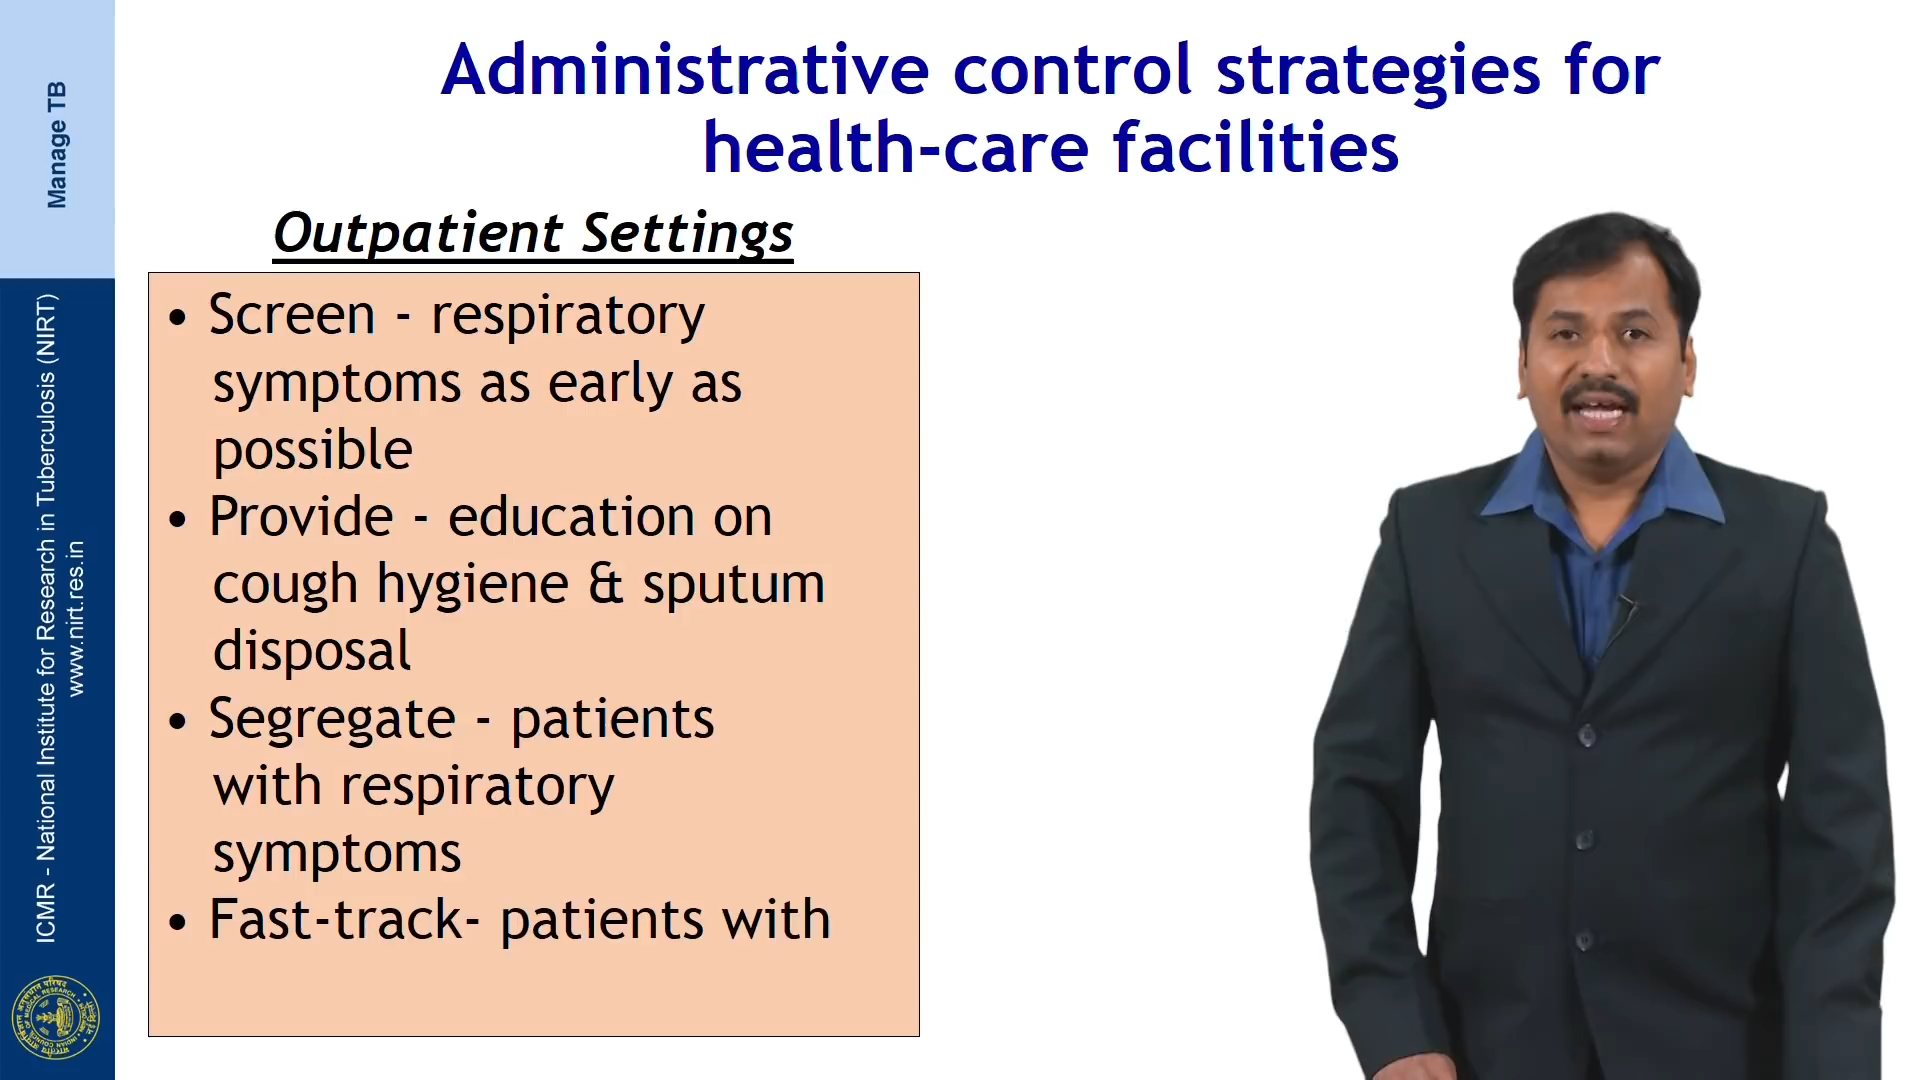 Manage TB
ICMR - National Institute for Research in Tuberculosis (NIRT)
www.nirt.res.in
Administrative control strategies for
health-care facilities
Outpatient Settings
• Screen - respiratory
symptoms as early as
possible
• Provide - education on
cough hygiene & sputum
disposal
• Segregate - patients
with respiratory
symptoms
• Fast-track- patients with